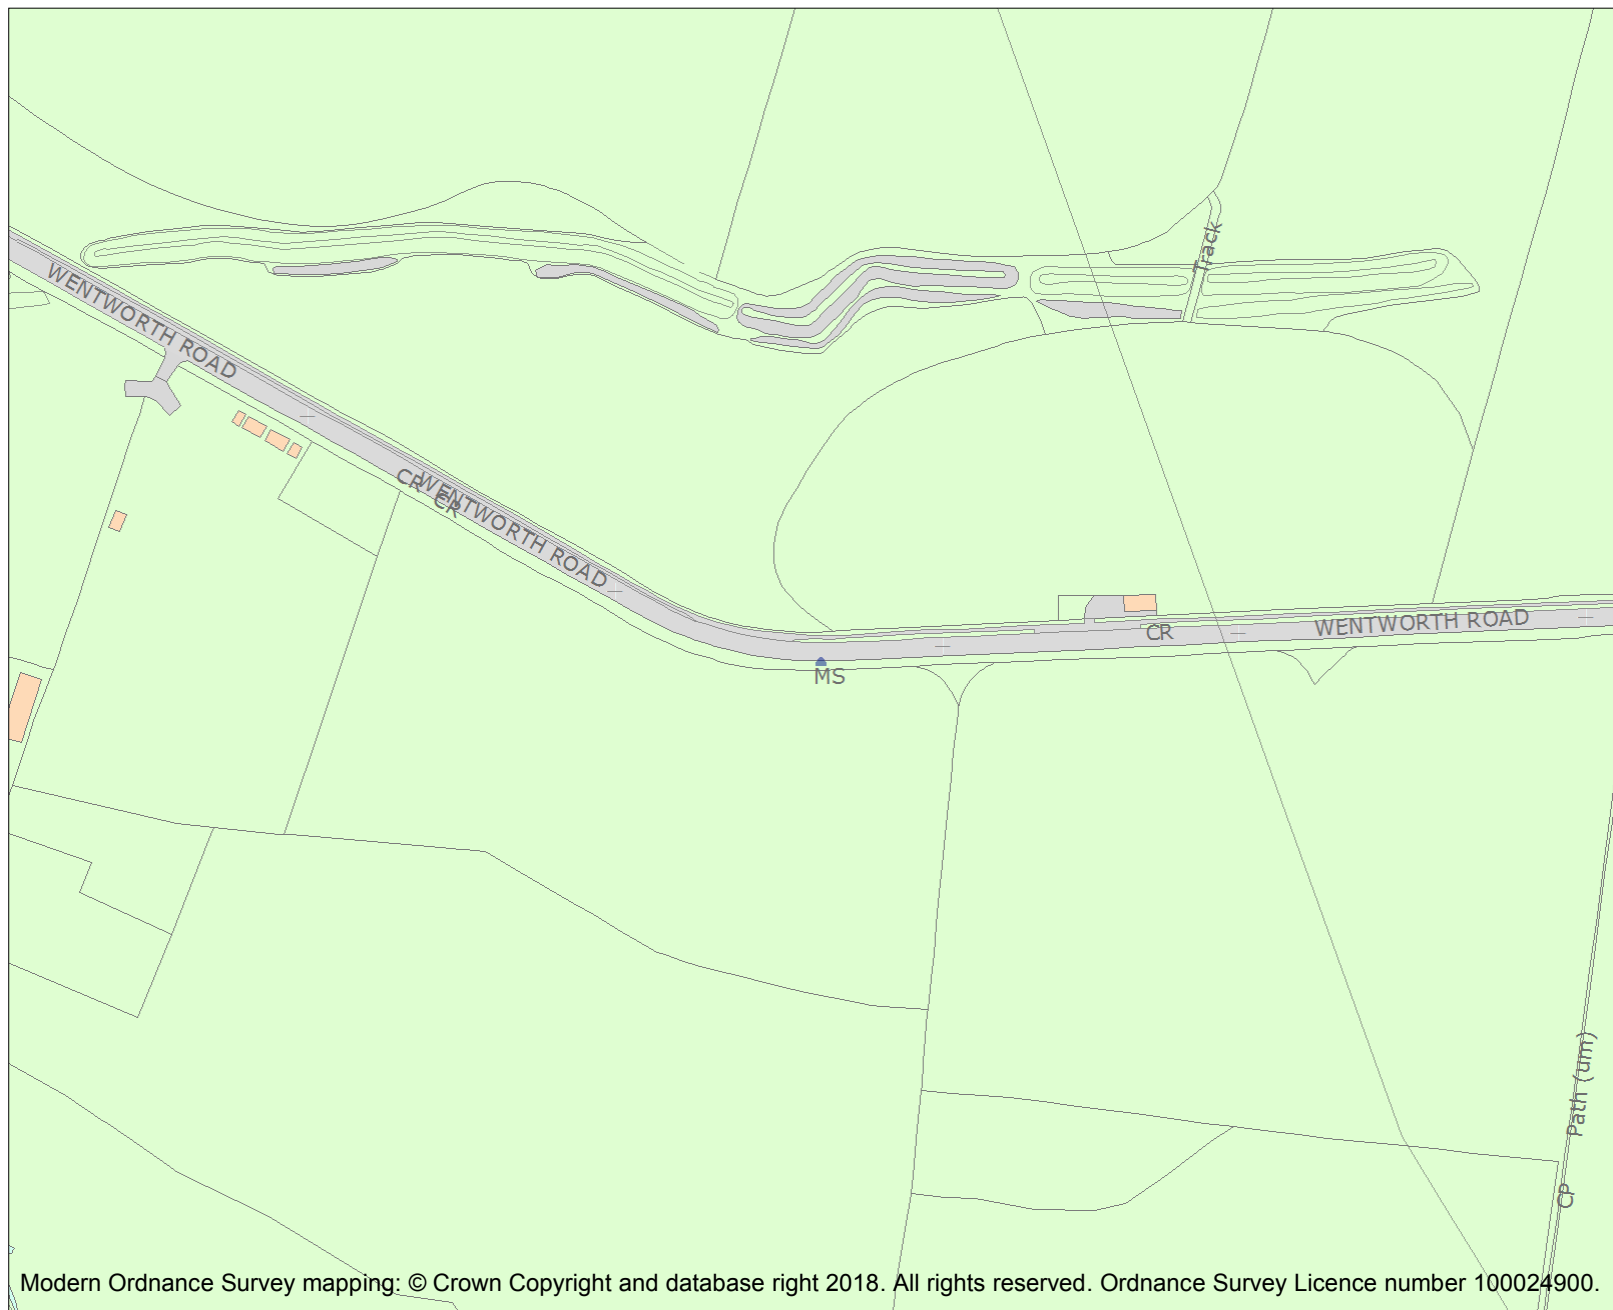 Track
WENTWORTH ROAD
CR
CR
WENTWORTH ROAD
WENTWORTH ROAD
CR
MS
Path (um)
CP
Modern Ordnance Survey mapping: © Crown Copyright and database right 2018. All rights reserved. Ordnance Survey Licence number 100024900.